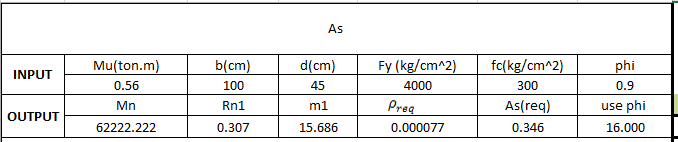 As
INPUT
Mu(ton.m) b(cm) d(cm) Fy (kg/cm^2) fc(kg/cm^2) phi
0.56 100 45 4000 300 0.9
OUTPUT
Mn Rn1 m1 ρreq As(req) use phi
62222.222 0.307 15.686 0.000077 0.346 16.000